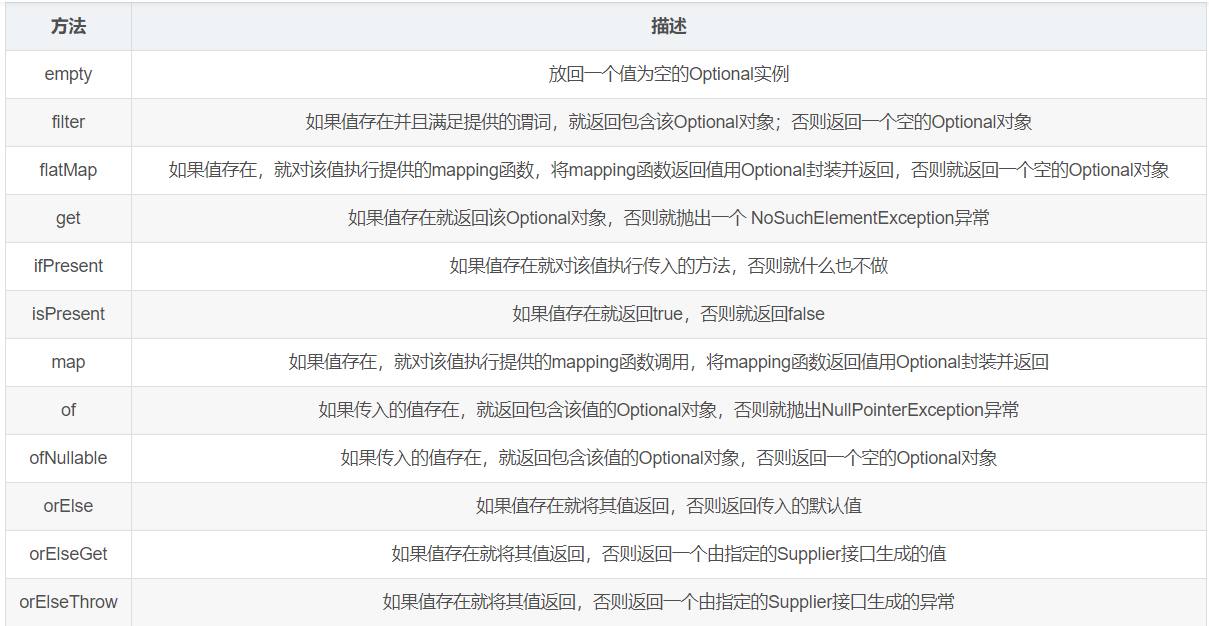 方法 描述
empty 放回一个值为空的Optional实例
filter 如果值存在并且满足提供的谓词，就返回包含该Optional对象；否则返回一个空的Optional对象
flatMap 如果值存在，就对该值执行提供的mapping函数，将mapping函数返回值用Optional封装并返回，否则就返回一个空的Optional对象
get 如果值存在就返回该Optional对象，否则就抛出一个 NoSuchElementException异常
ifPresent 如果值存在就对该值执行传入的方法，否则就什么也不做
isPresent 如果值存在就返回true，否则就返回false
map 如果值存在，就对该值执行提供的mapping函数调用，将mapping函数返回值用Optional封装并返回
of 如果传入的值存在，就返回包含该值的Optional对象，否则就抛出NullPointerException异常
ofNullable 如果传入的值存在，就返回包含该值的Optional对象，否则返回一个空的Optional对象
orElse 如果值存在就将其值返回，否则返回传入的默认值
orElseGet 如果值存在就将其值返回，否则返回一个由指定的Supplier接口生成的值
orElseThrow 如果值存在就将其值返回，否则返回一个由指定的Supplier接口生成的异常